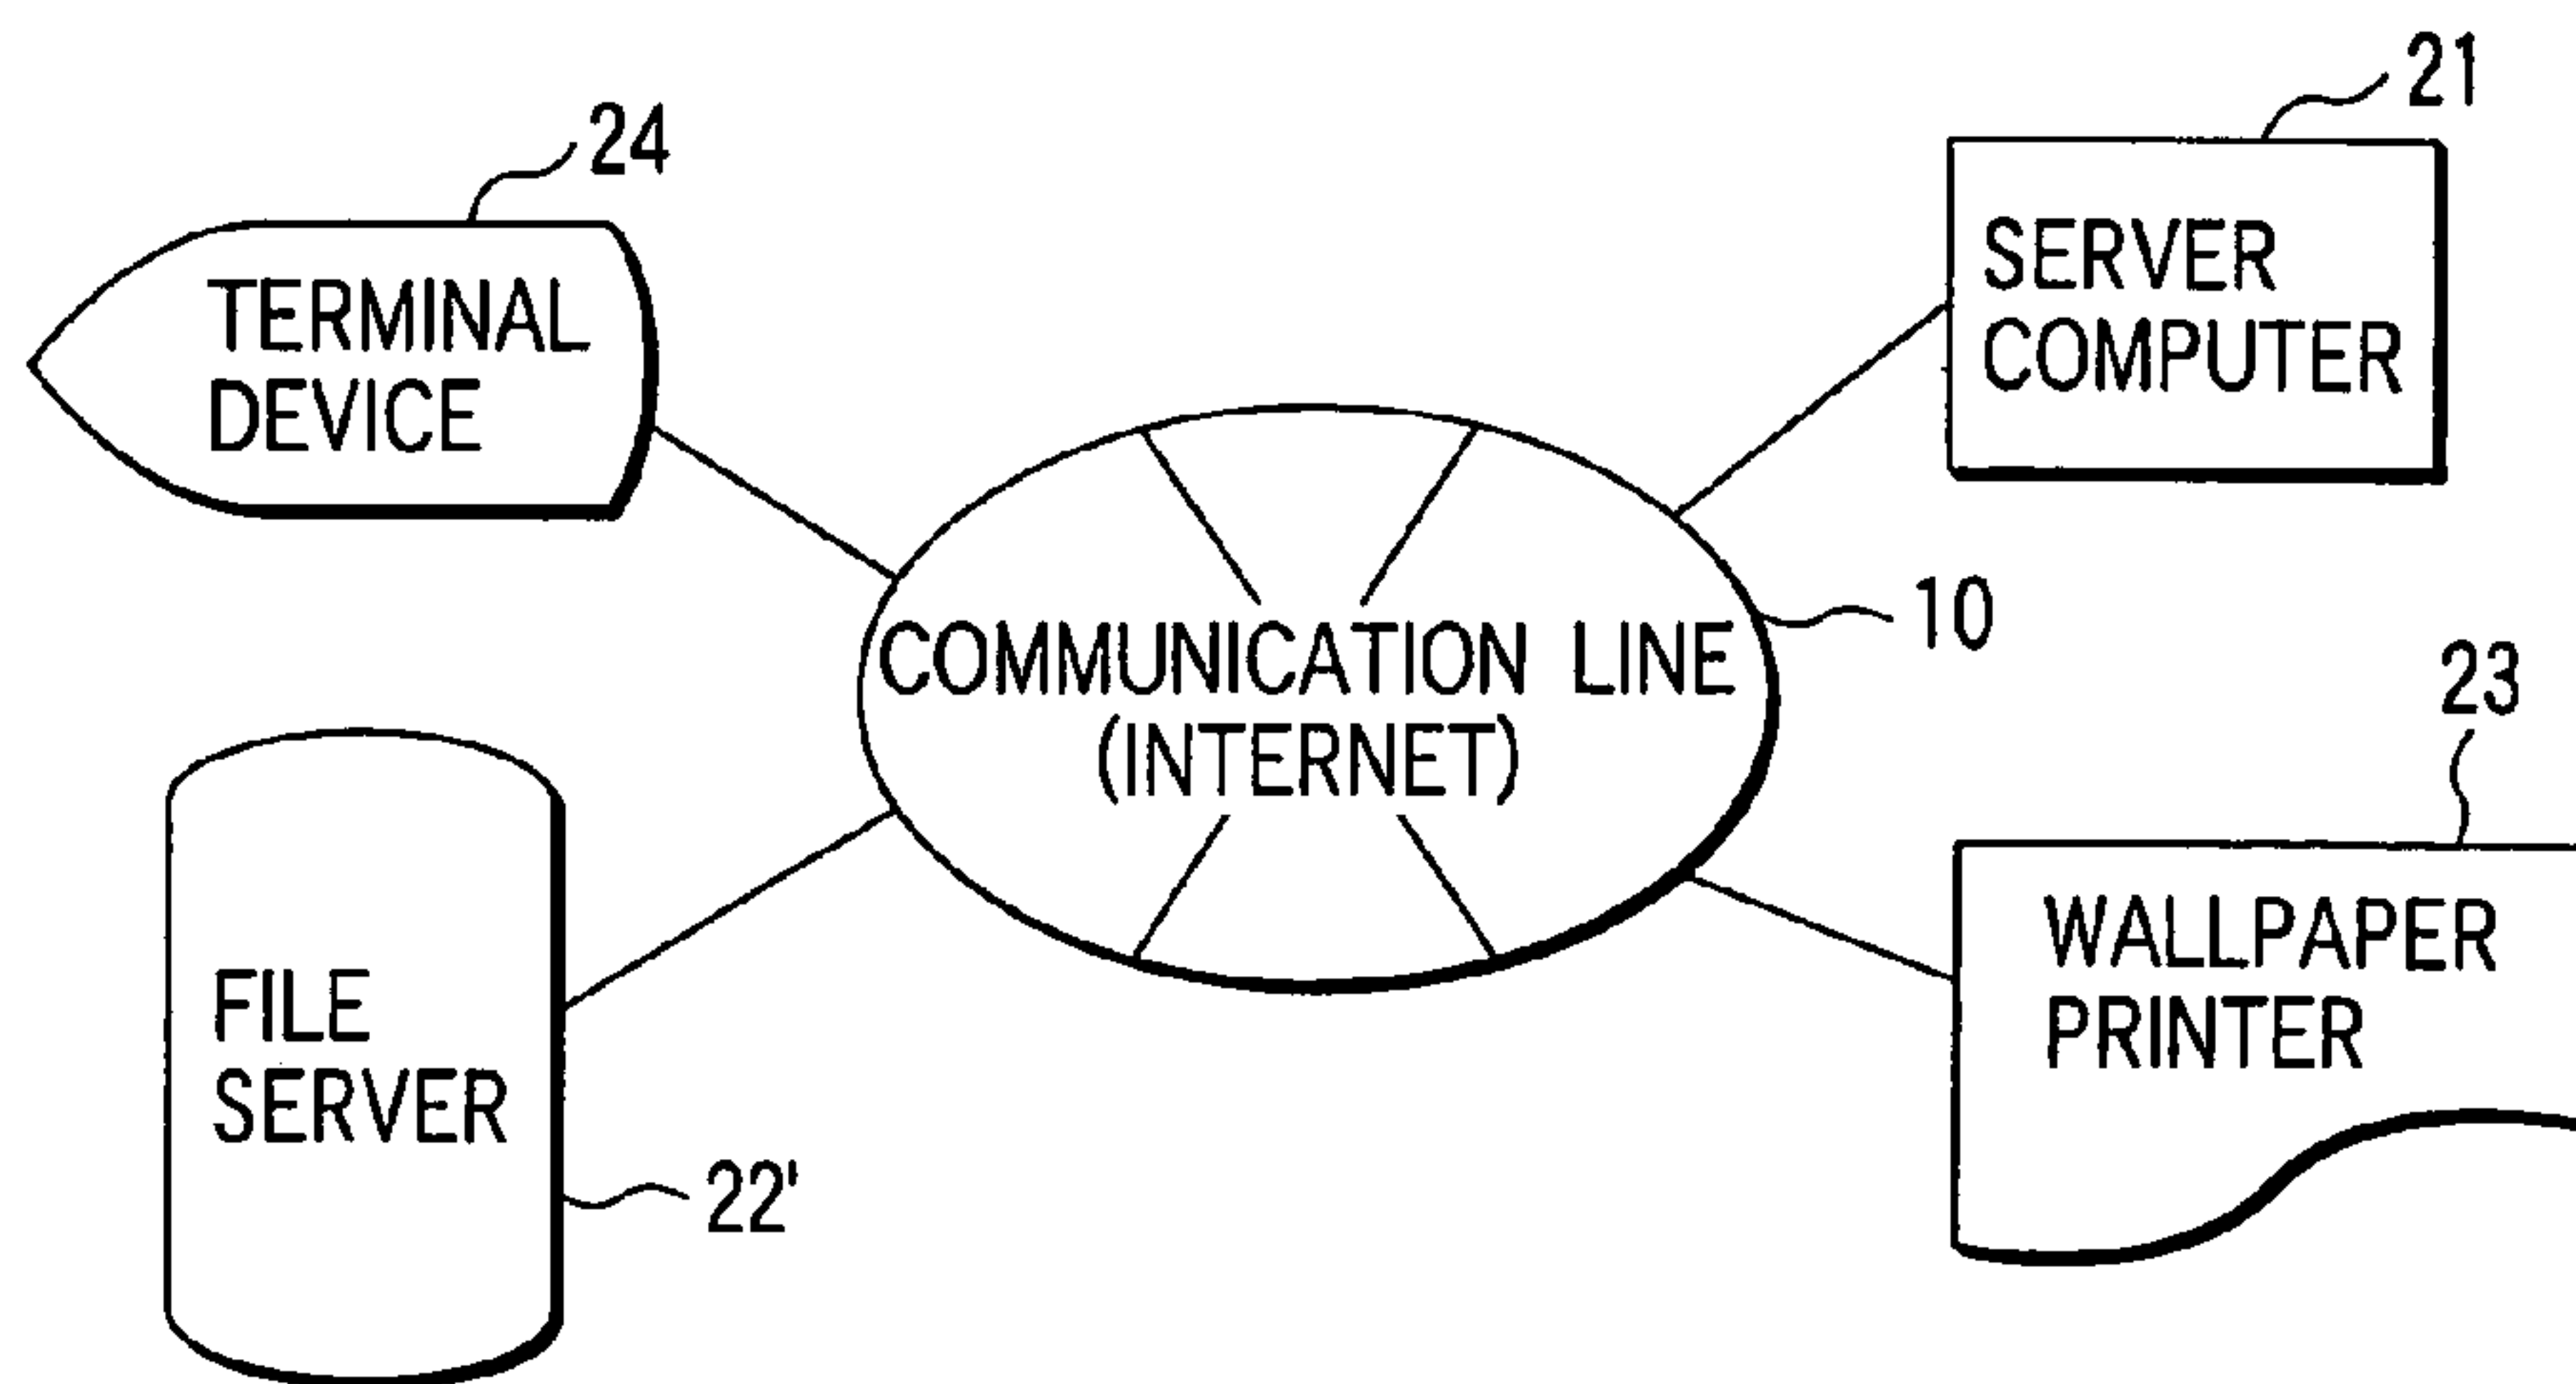 24
TERMINAL
DEVICE
21
SERVER
COMPUTER
COMMUNICATION LINE
(INTERNET)
10
FILE
SERVER
22'
23
WALLPAPER
PRINTER